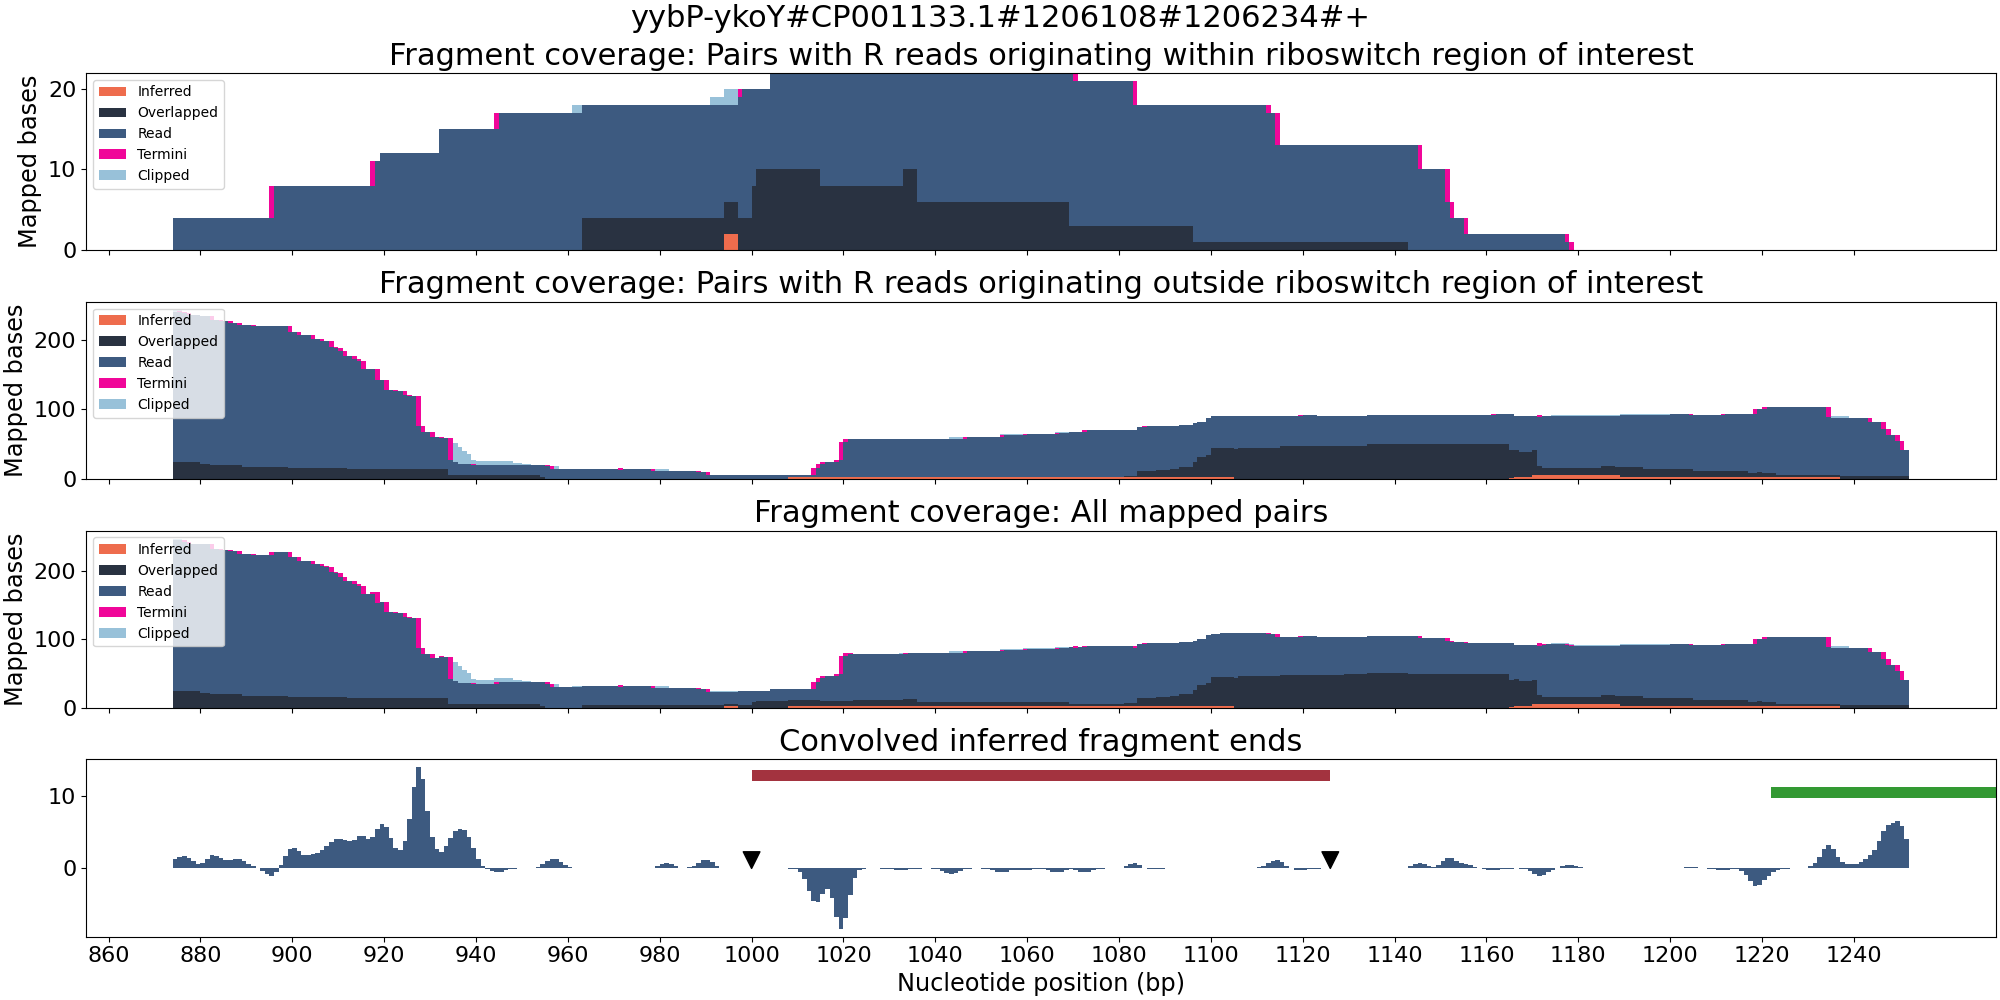 yybP-ykoY#CP001133.1#1206108#1206234#+
Fragment coverage: Pairs with R reads originating within riboswitch region of interest
Mapped bases
20
10
0
Inferred
Overlapped
Read
Termini
Clipped
Fragment coverage: Pairs with R reads originating outside riboswitch region of interest
Mapped bases
200
100
0
Inferred
Overlapped
Read
Termini
Clipped
Fragment coverage: All mapped pairs
Mapped bases
200
100
0
Inferred
Overlapped
Read
Termini
Clipped
Convolved inferred fragment ends
10
0
860 880 900 920 940 960 980 1000 1020 1040 1060 1080 1100 1120 1140 1160 1180 1200 1220 1240
Nucleotide position (bp)